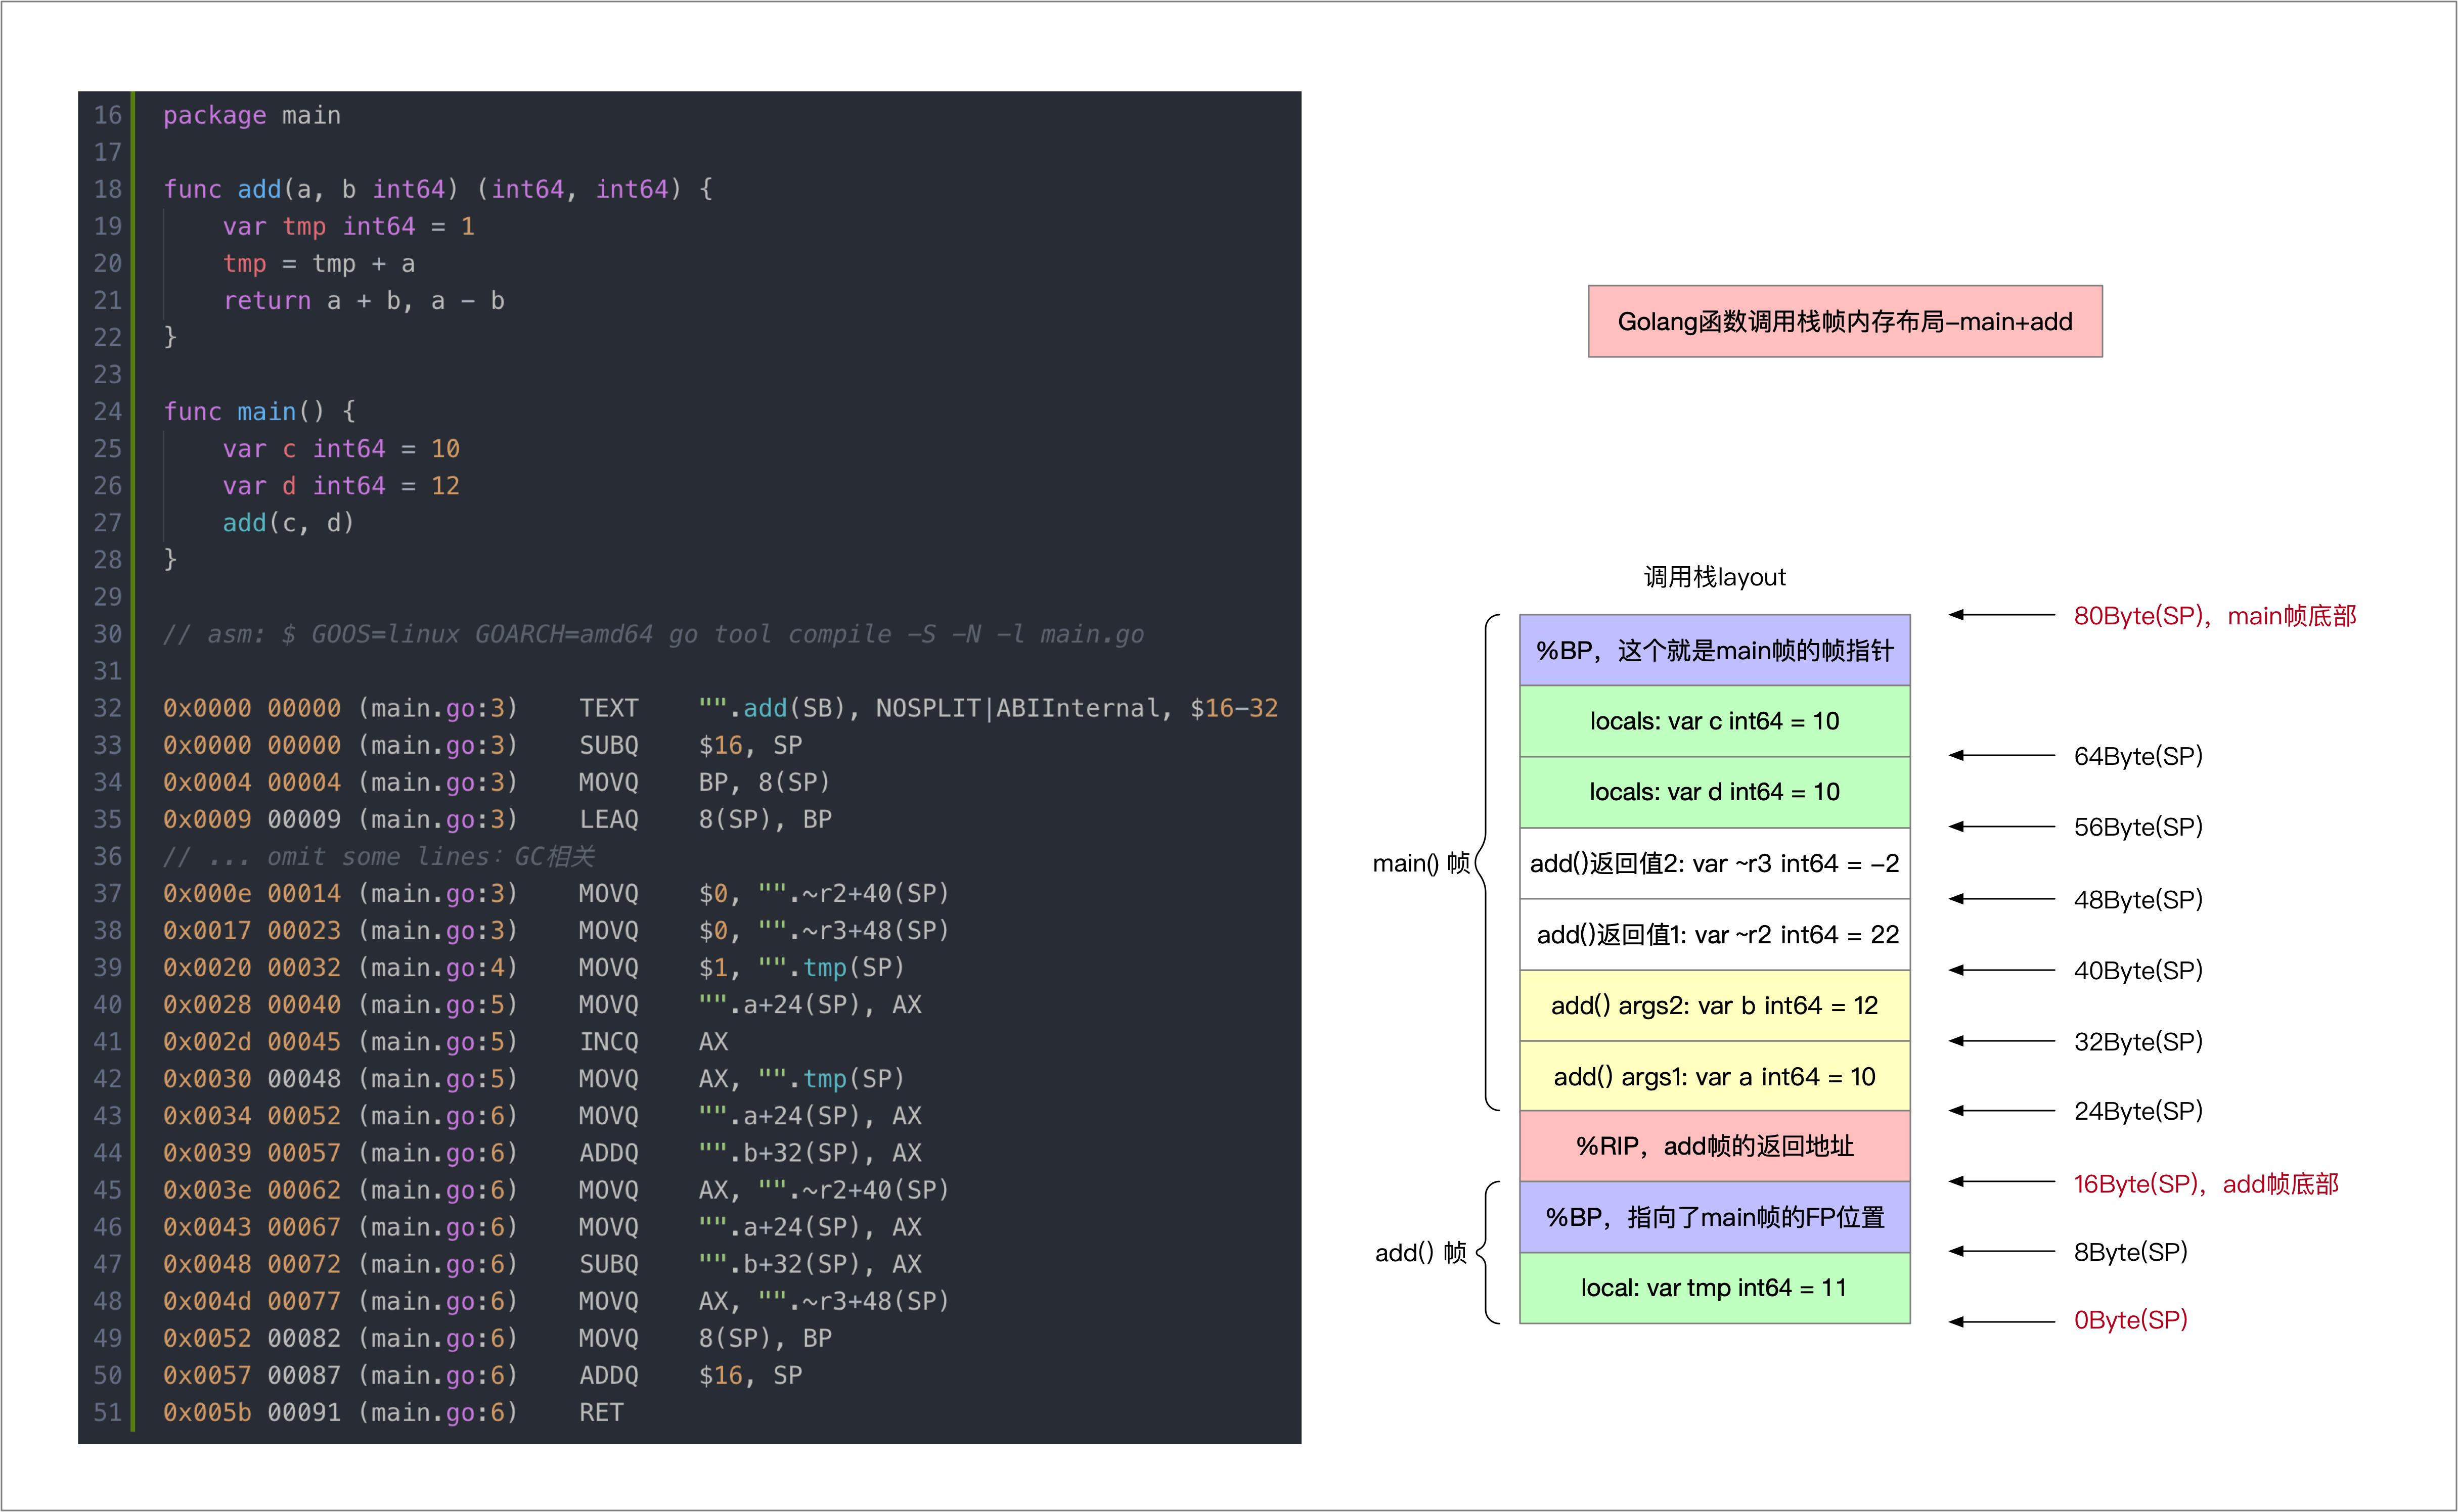 16 package main
17
18 func add(a, b int64) (int64, int64) {
19     var tmp int64 = 1
20     tmp = tmp + a
21     return a + b, a - b
22 }
23
24 func main() {
25     var c int64 = 10
26     var d int64 = 12
27     add(c, d)
28 }
29
30 // asm: $ GOOS=linux GOARCH=amd64 go tool compile -S -N -l main.go
31
32 0x0000 00000 (main.go:3)    TEXT    "".add(SB), NOSPLIT|ABIInternal, $16-32
33 0x0000 00000 (main.go:3)    SUBQ    $16, SP
34 0x0004 00004 (main.go:3)    MOVQ    BP, 8(SP)
35 0x0009 00009 (main.go:3)    LEAQ    8(SP), BP
36 // ... omit some lines：GC相关
37 0x000e 00014 (main.go:3)    MOVQ    $0, "".~r2+40(SP)
38 0x0017 00023 (main.go:3)    MOVQ    $0, "".~r3+48(SP)
39 0x0020 00032 (main.go:4)    MOVQ    $1, "".tmp(SP)
40 0x0028 00040 (main.go:5)    MOVQ    "".a+24(SP), AX
41 0x002d 00045 (main.go:5)    INCQ    AX
42 0x0030 00048 (main.go:5)    MOVQ    AX, "".tmp(SP)
43 0x0034 00052 (main.go:6)    MOVQ    "".a+24(SP), AX
44 0x0039 00057 (main.go:6)    ADDQ    "".b+32(SP), AX
45 0x003e 00062 (main.go:6)    MOVQ    AX, "".~r2+40(SP)
46 0x0043 00067 (main.go:6)    MOVQ    "".a+24(SP), AX
47 0x0048 00072 (main.go:6)    SUBQ    "".b+32(SP), AX
48 0x004d 00077 (main.go:6)    MOVQ    AX, "".~r3+48(SP)
49 0x0052 00082 (main.go:6)    MOVQ    8(SP), BP
50 0x0057 00087 (main.go:6)    ADDQ    $16, SP
51 0x005b 00091 (main.go:6)    RET
Golang函数调用栈帧内存布局-main+add
调用栈layout
80Byte(SP)，main帧底部
%BP，这个就是main帧的帧指针
locals: var c int64 = 10
64Byte(SP)
locals: var d int64 = 10
56Byte(SP)
main() 帧
add()返回值2: var ~r3 int64 = -2
48Byte(SP)
add()返回值1: var ~r2 int64 = 22
40Byte(SP)
add() args2: var b int64 = 12
32Byte(SP)
add() args1: var a int64 = 10
24Byte(SP)
%RIP，add帧的返回地址
16Byte(SP)，add帧底部
%BP，指向了main帧的FP位置
add() 帧
8Byte(SP)
local: var tmp int64 = 11
0Byte(SP)